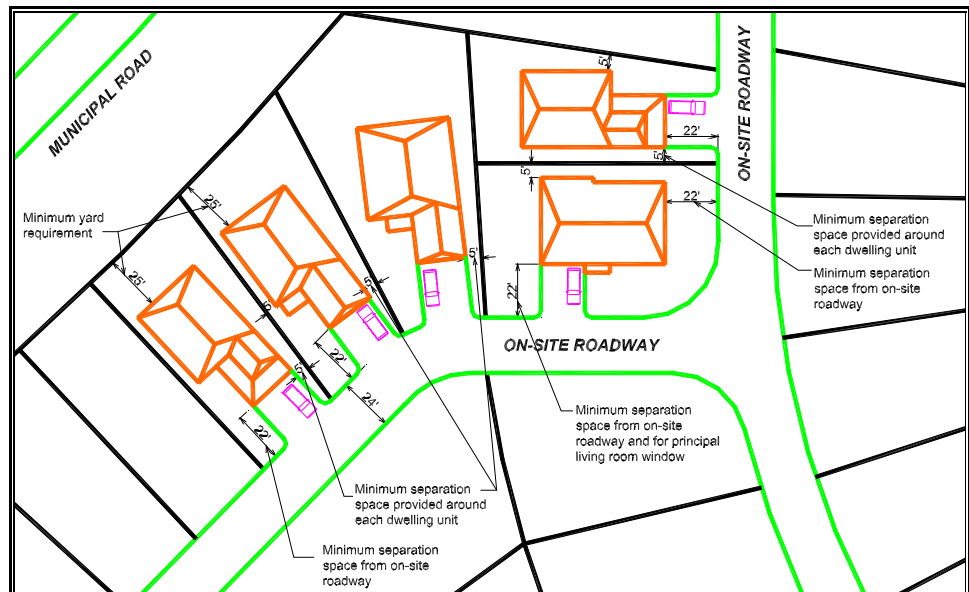 MUNICIPAL ROAD
ON-SITE ROADWAY
5'
22'
5'
5'
22'
25'
Minimum yard
requirement
25'
Minimum separation
space provided around
each dwelling unit
Minimum separation
space from on-site
roadway
5'
5'
22'
5'
22'
5'
24'
22'
ON-SITE ROADWAY
Minimum separation
space from on-site
roadway and for principal
living room window
Minimum separation
space provided around
each dwelling unit
Minimum separation
space from on-site
roadway